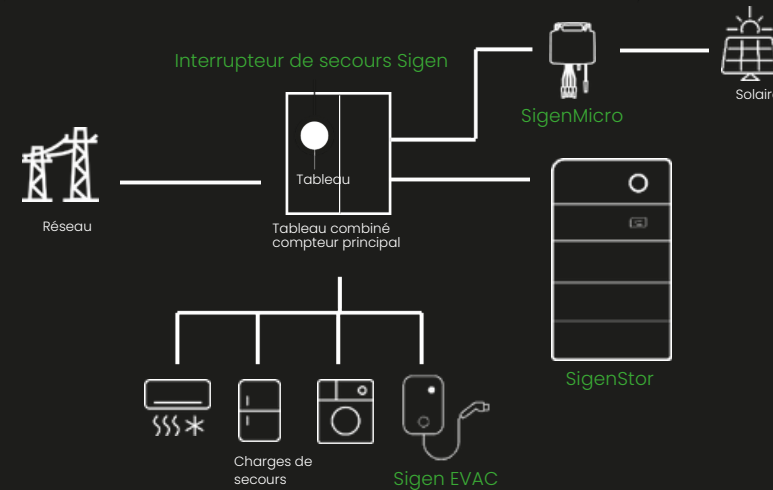 Interrupteur de secours Sigen
SigenMicro
Solaire
Tableau
Réseau
Tableau combiné
compteur principal
SigenStor
Charges de
secours
Sigen EVAC